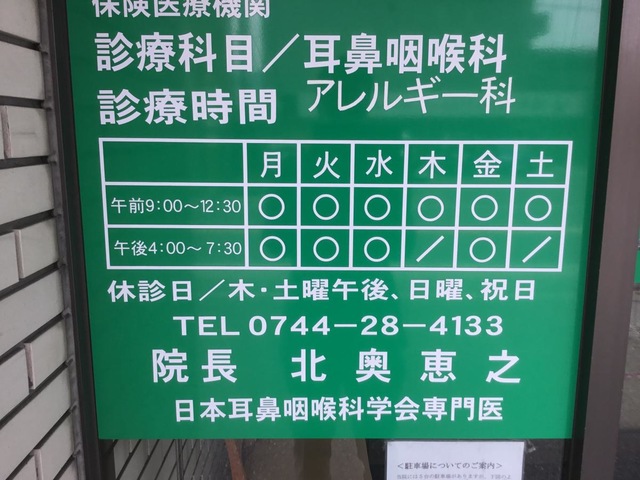 保険医療機関
診療科目／耳鼻咽喉科
アレルギー科
診療時間
月 火 水 木 金 土
午前9:00～12:30 ○ ○ ○ ○ ○ ○
午後4:00～7:30 ○ ○ ○ ／ ○ ／
休診日／木・土曜午後、日曜、祝日
TEL 0744－28－4133
院長 北奥恵之
日本耳鼻咽喉科学会専門医
＜駐車場についてのご案内＞